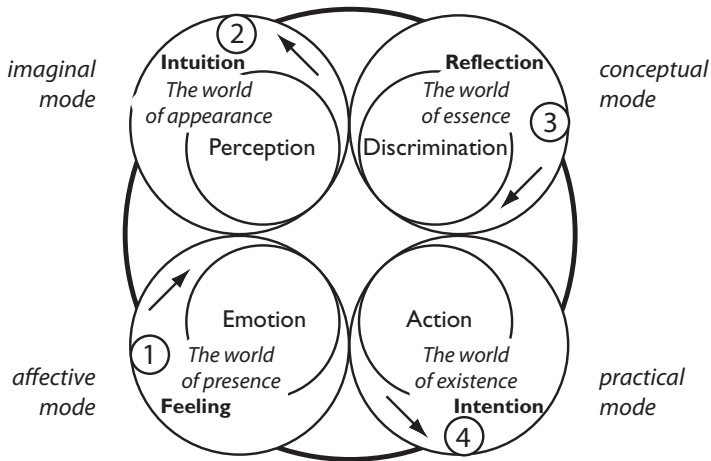 2
imaginal
mode
Intuition
The world
of appearance
Perception
Reflection
The world
of essence
Discrimination
conceptual
mode
3
Emotion
The world
of presence
Feeling
1
affective
mode
Action
The world
of existence
Intention
4
practical
mode